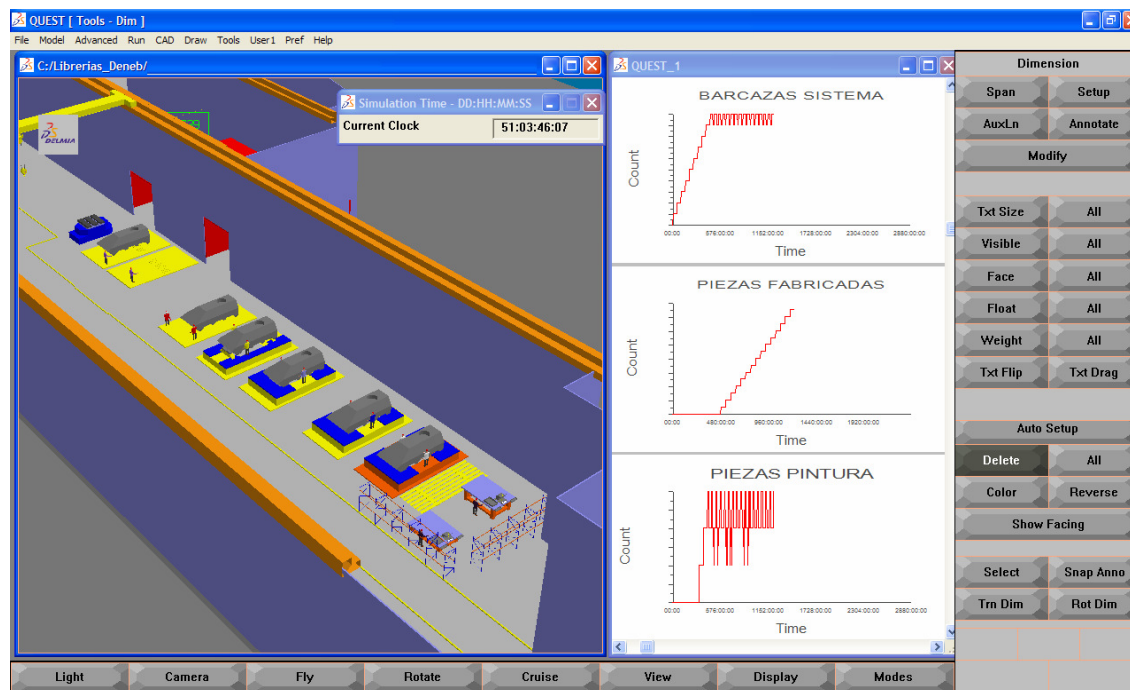 QUEST [ Tools - Dim ]
File Model Advanced Run CAD Draw Tools User1 Pref Help
C:/Librerias_Deneb/
DELMIA
Simulation Time - DD:HH:MM:SS
Current Clock 51:03:46:07
QUEST_1
BARCAZAS SISTEMA
Count
00:00 576:00:00 1152:00:00 1728:00:00 2304:00:00 2880:00:00
Time
PIEZAS FABRICADAS
Count
00:00 480:00:00 960:00:00 1440:00:00 1920:00:00
Time
PIEZAS PINTURA
Count
00:00 576:00:00 1152:00:00 1728:00:00 2304:00:00 2880:00:00
Time
Dimension
Span Setup
AuxLn Annotate
Modify
Txt Size All
Visible All
Face All
Float All
Weight All
Txt Flip Txt Drag
Auto Setup
Delete All
Color Reverse
Show Facing
Select Snap Anno
Trn Dim Rot Dim
Light Camera Fly Rotate Cruise View Display Modes